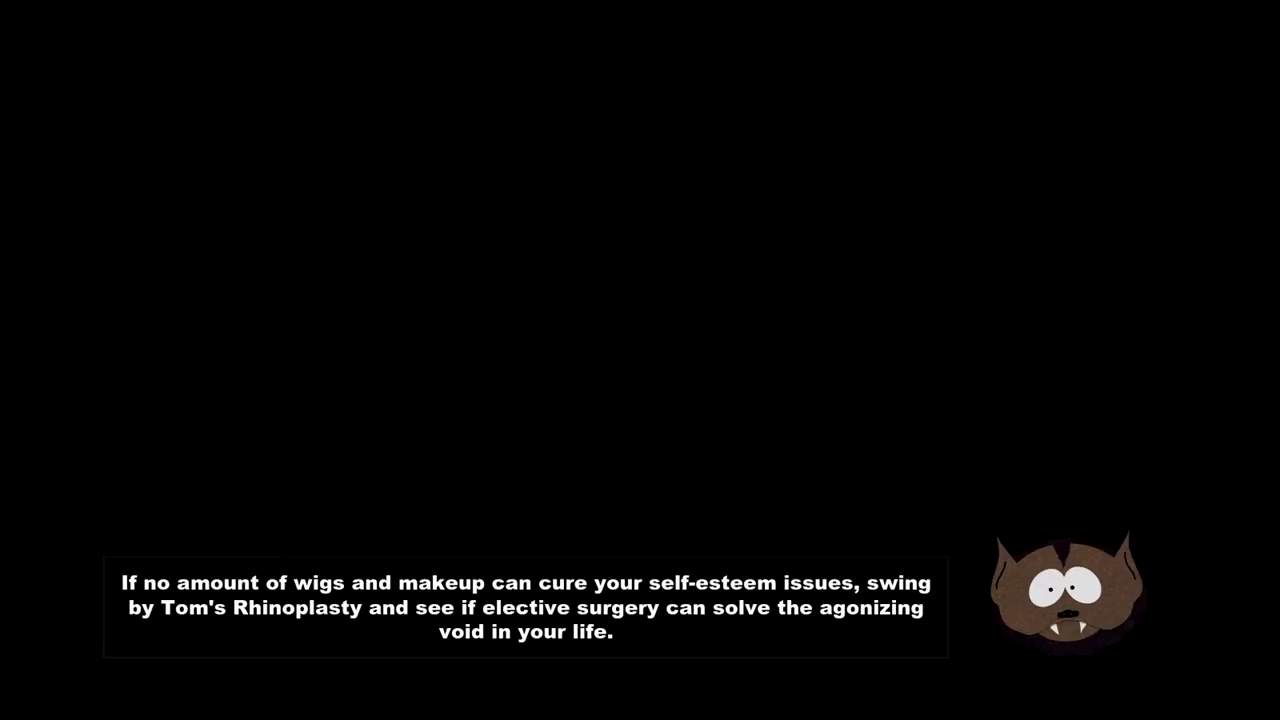 If no amount of wigs and makeup can cure your self-esteem issues, swing
by Tom's Rhinoplasty and see if elective surgery can solve the agonizing
void in your life.